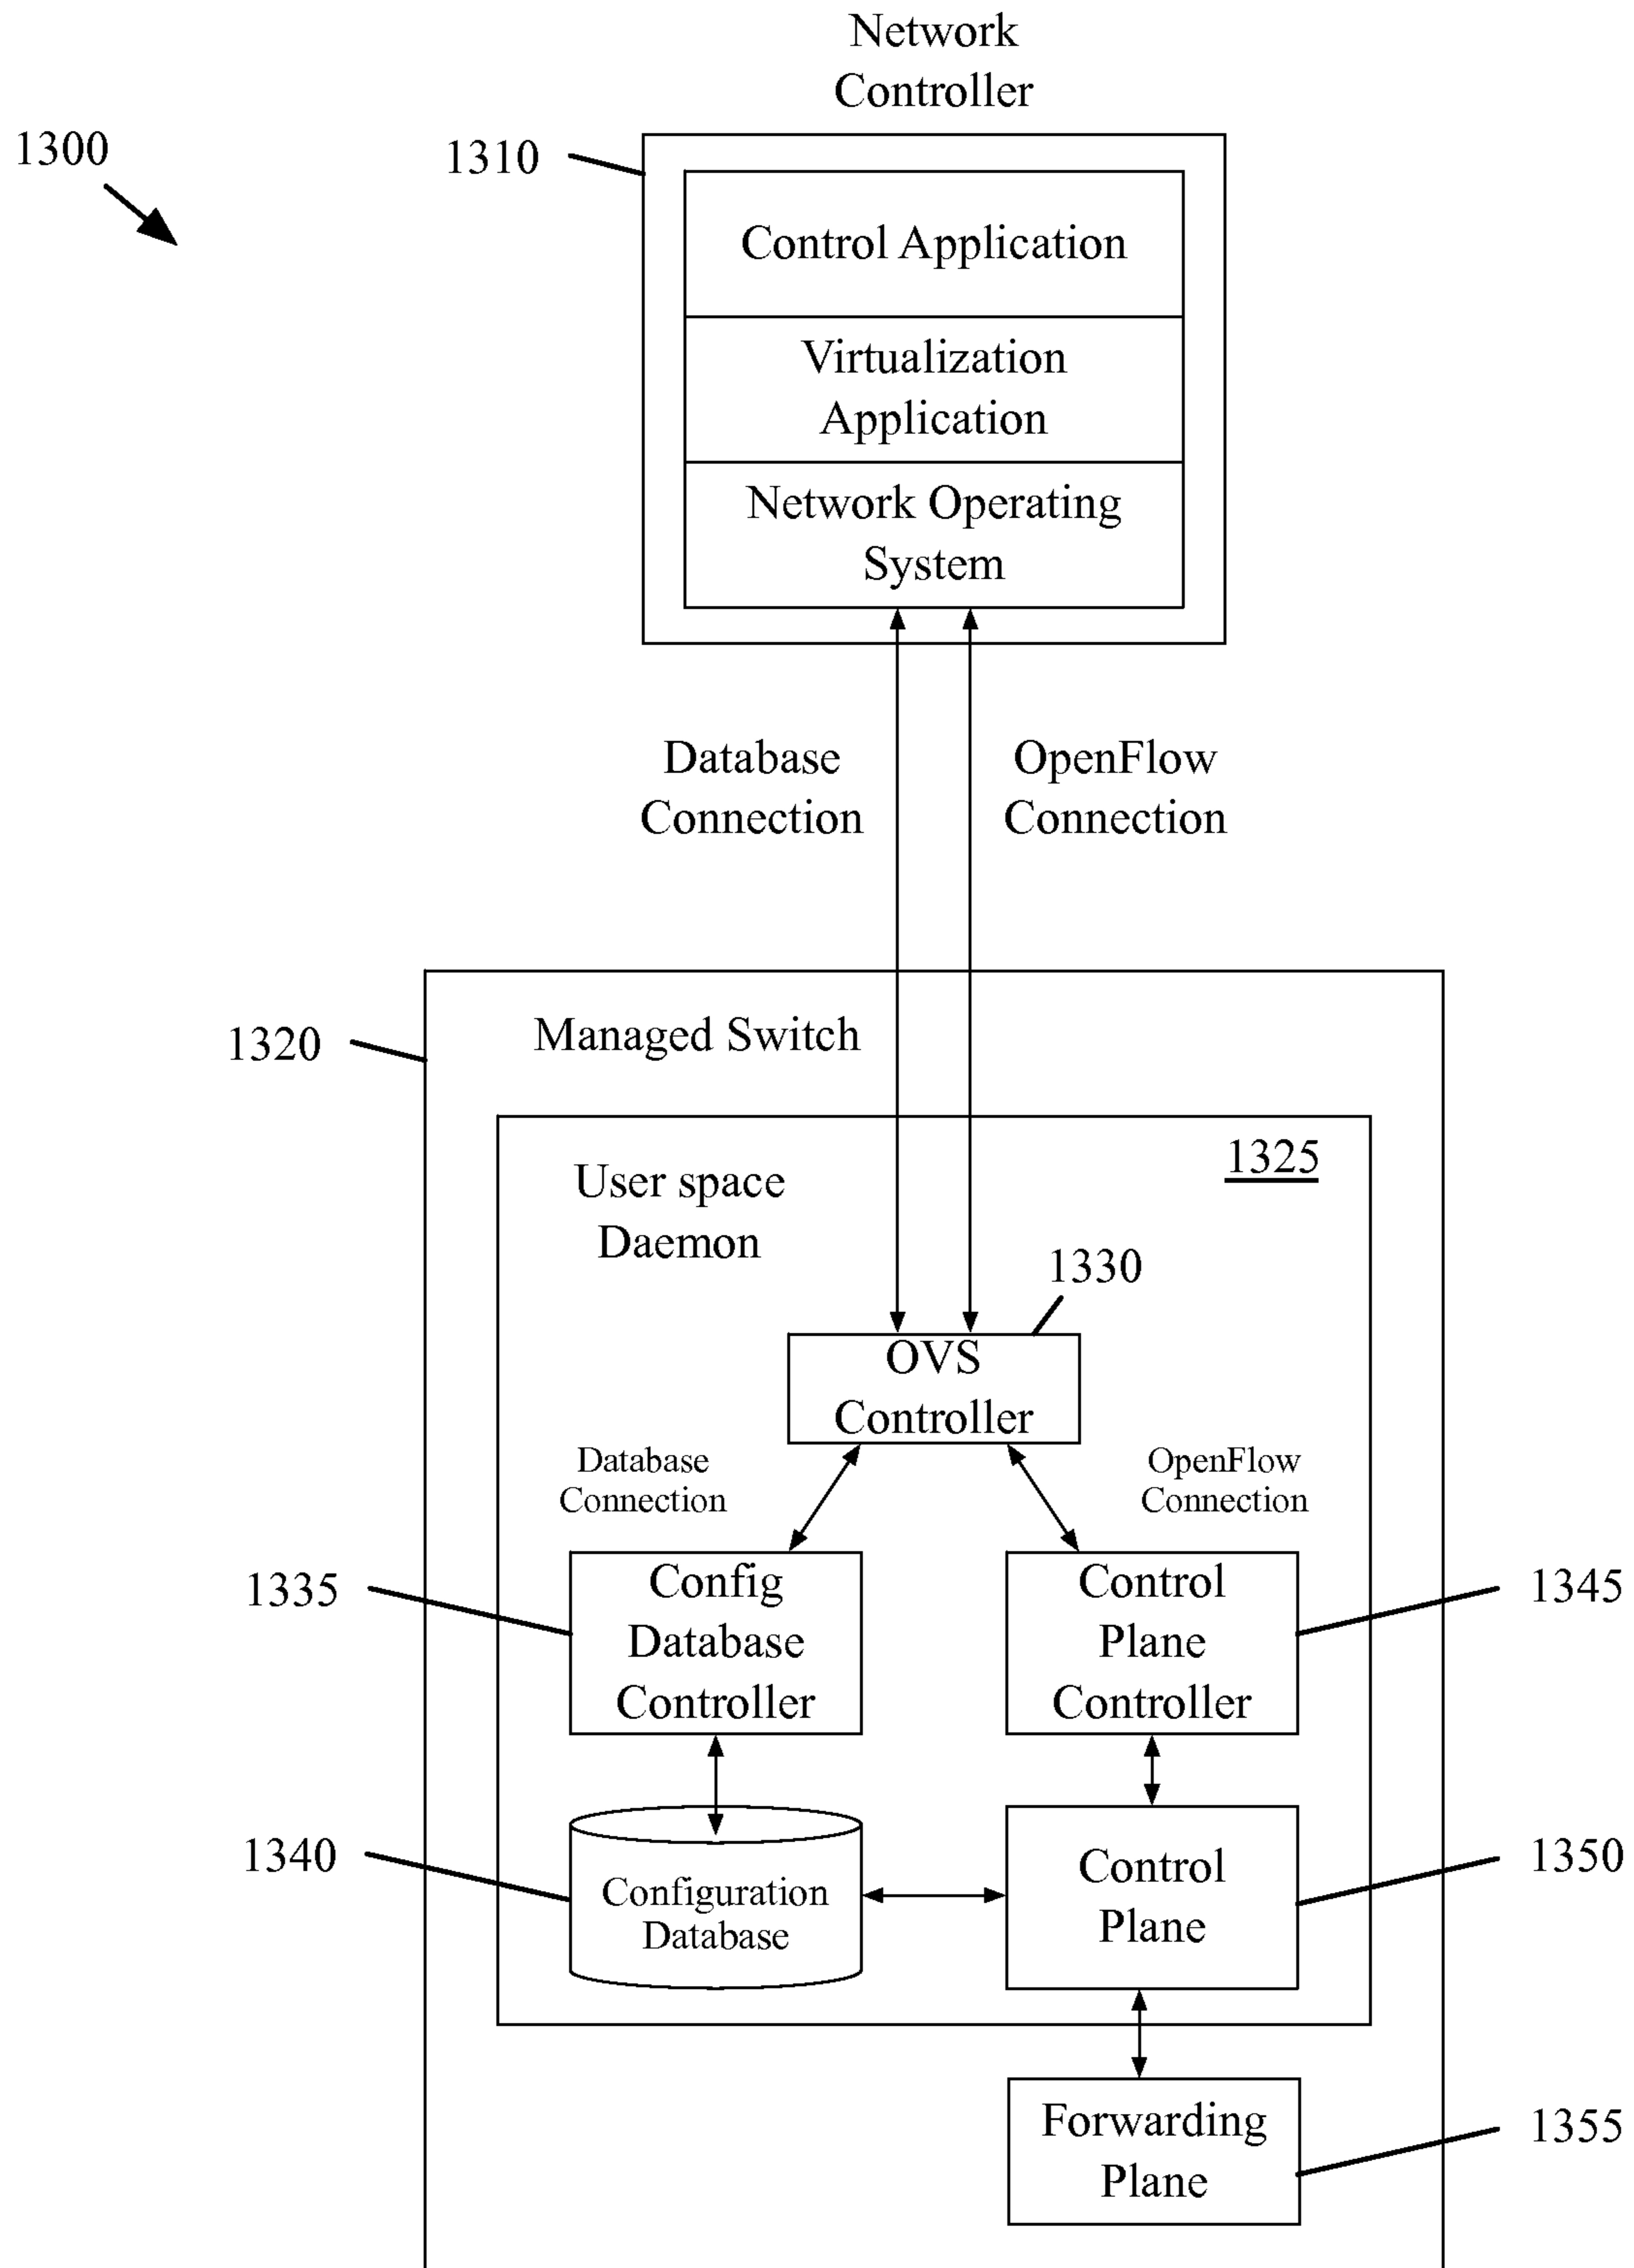 Network
Controller
1300
1310
Control Application
Virtualization
Application
Network Operating
System
Database
Connection
OpenFlow
Connection
1320
Managed Switch
User space
Daemon
1325
1330
OVS
Controller
Database
Connection
OpenFlow
Connection
1335
Config
Database
Controller
Control
Plane
Controller
1345
1340
Configuration
Database
Control
Plane
1350
Forwarding
Plane
1355